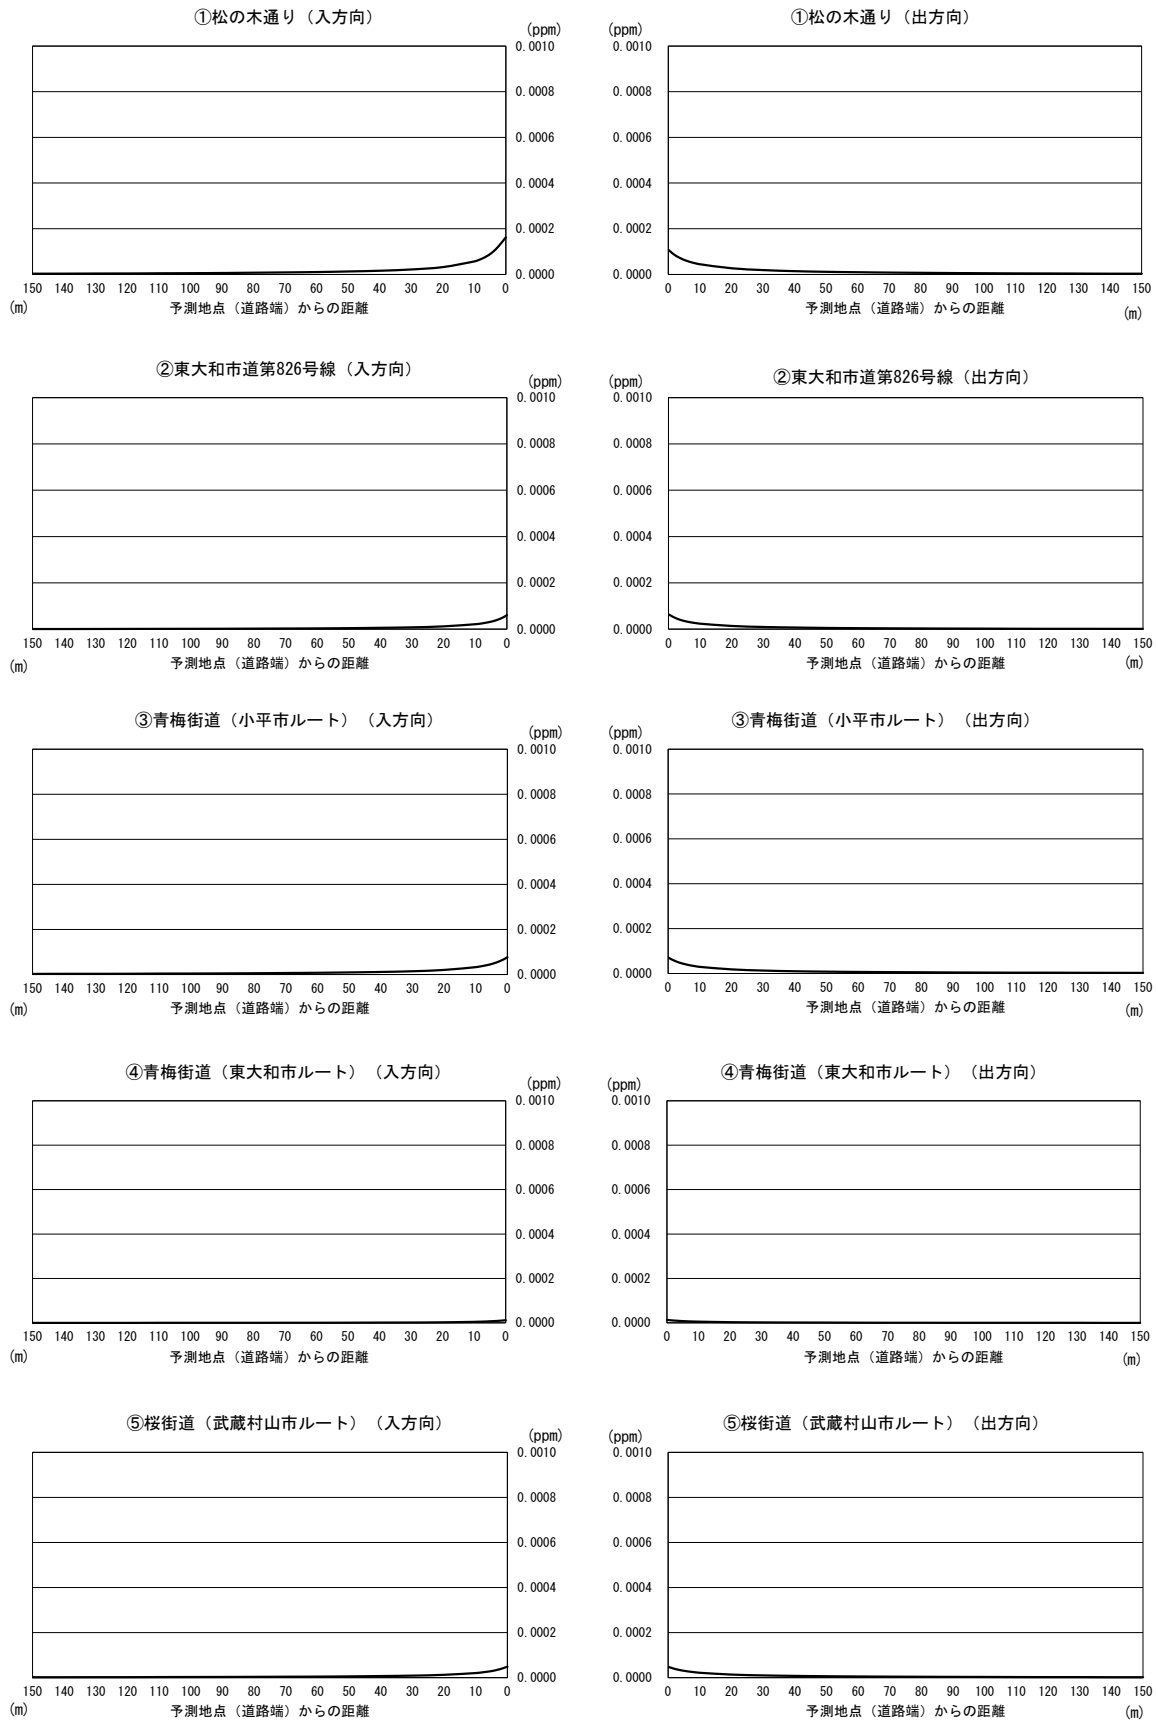 ①松の木通り（入方向）
(ppm)
0.0010
0.0008
0.0006
0.0004
0.0002
0.0000
150 140 130 120 110 100 90 80 70 60 50 40 30 20 10 0
(m)
予測地点（道路端）からの距離
①松の木通り（出方向）
(ppm)
0.0010
0.0008
0.0006
0.0004
0.0002
0.0000
0 10 20 30 40 50 60 70 80 90 100 110 120 130 140 150
予測地点（道路端）からの距離
(m)
②東大和市道第826号線（入方向）
(ppm)
0.0010
0.0008
0.0006
0.0004
0.0002
0.0000
150 140 130 120 110 100 90 80 70 60 50 40 30 20 10 0
(m)
予測地点（道路端）からの距離
②東大和市道第826号線（出方向）
(ppm)
0.0010
0.0008
0.0006
0.0004
0.0002
0.0000
0 10 20 30 40 50 60 70 80 90 100 110 120 130 140 150
予測地点（道路端）からの距離
(m)
③青梅街道（小平市ルート）（入方向）
(ppm)
0.0010
0.0008
0.0006
0.0004
0.0002
0.0000
150 140 130 120 110 100 90 80 70 60 50 40 30 20 10 0
(m)
予測地点（道路端）からの距離
③青梅街道（小平市ルート）（出方向）
(ppm)
0.0010
0.0008
0.0006
0.0004
0.0002
0.0000
0 10 20 30 40 50 60 70 80 90 100 110 120 130 140 150
予測地点（道路端）からの距離
(m)
④青梅街道（東大和市ルート）（入方向）
(ppm)
0.0010
0.0008
0.0006
0.0004
0.0002
0.0000
150 140 130 120 110 100 90 80 70 60 50 40 30 20 10 0
(m)
予測地点（道路端）からの距離
④青梅街道（東大和市ルート）（出方向）
(ppm)
0.0010
0.0008
0.0006
0.0004
0.0002
0.0000
0 10 20 30 40 50 60 70 80 90 100 110 120 130 140 150
予測地点（道路端）からの距離
(m)
⑤桜街道（武蔵村山市ルート）（入方向）
(ppm)
0.0010
0.0008
0.0006
0.0004
0.0002
0.0000
150 140 130 120 110 100 90 80 70 60 50 40 30 20 10 0
(m)
予測地点（道路端）からの距離
⑤桜街道（武蔵村山市ルート）（出方向）
(ppm)
0.0010
0.0008
0.0006
0.0004
0.0002
0.0000
0 10 20 30 40 50 60 70 80 90 100 110 120 130 140 150
予測地点（道路端）からの距離
(m)